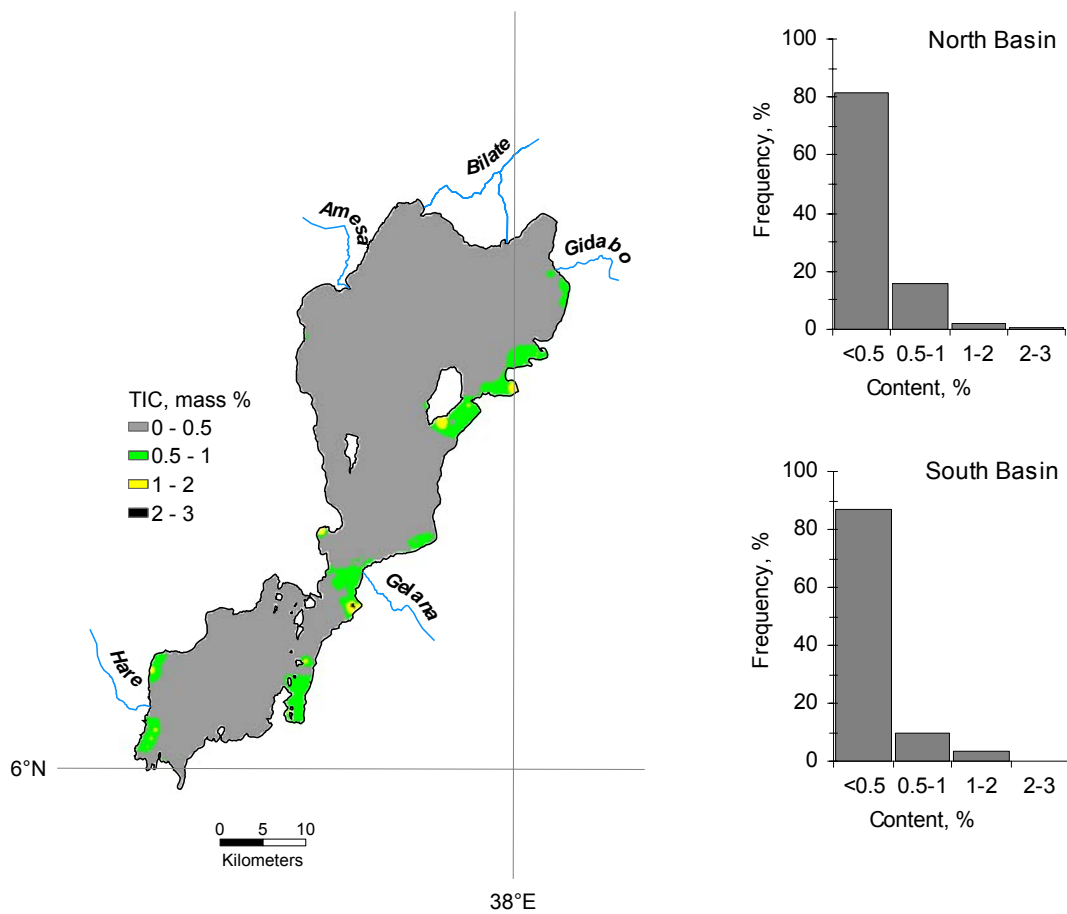 Bilate
Amesa
Gidabo
TIC, mass %
0 - 0.5
0.5 - 1
1 - 2
2 - 3
Gelana
Hare
6°N
0 5 10
Kilometers
38°E
North Basin
Frequency, %
100
80
60
40
20
0
<0.5 0.5-1 1-2 2-3
Content, %
South Basin
Frequency, %
100
80
60
40
20
0
<0.5 0.5-1 1-2 2-3
Content, %